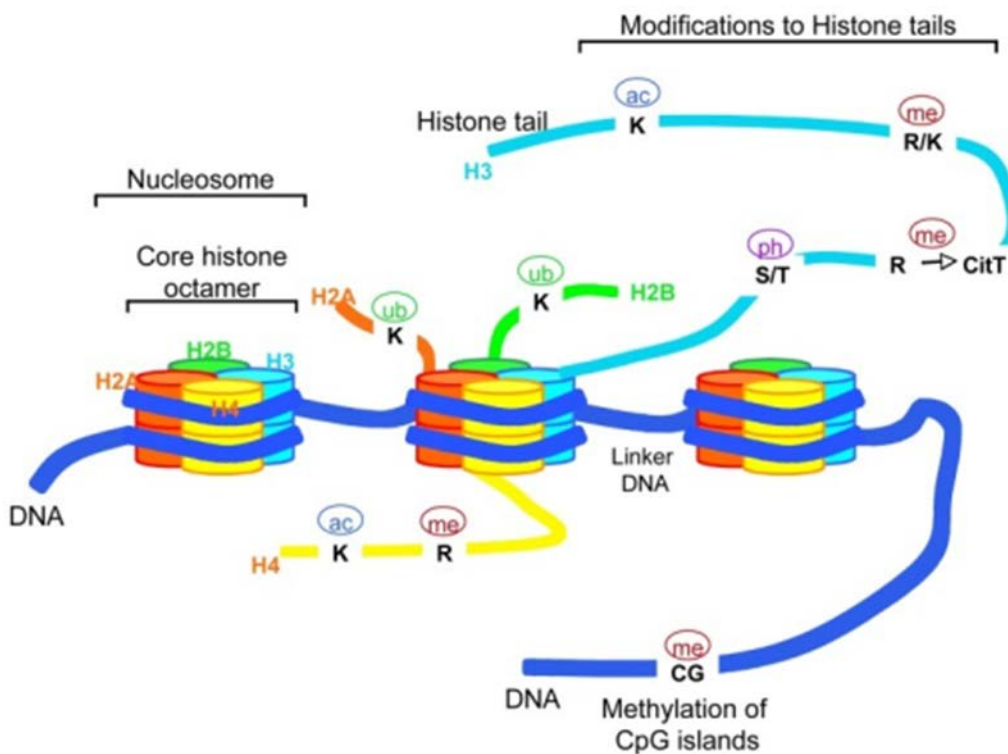 Modifications to Histone tails
ac
K
me
R/K
Histone tail
H3
Nucleosome
Core histone
octamer
ph
S/T
R
me
CitT
H2A
ub
K
ub
K
H2B
H2B
H3
H2A
H4
Linker
DNA
DNA
ac
K
me
R
H4
me
CG
DNA
Methylation of
CpG islands